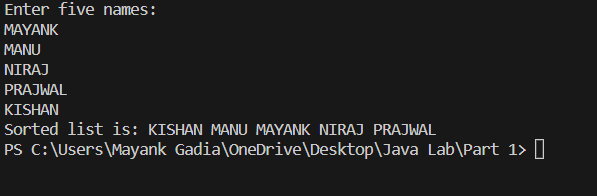 Enter five names:
MAYANK
MANU
NIRAJ
PRAJWAL
KISHAN
Sorted list is: KISHAN MANU MAYANK NIRAJ PRAJWAL
PS C:\Users\Mayank Gadia\OneDrive\Desktop\Java Lab\Part 1>